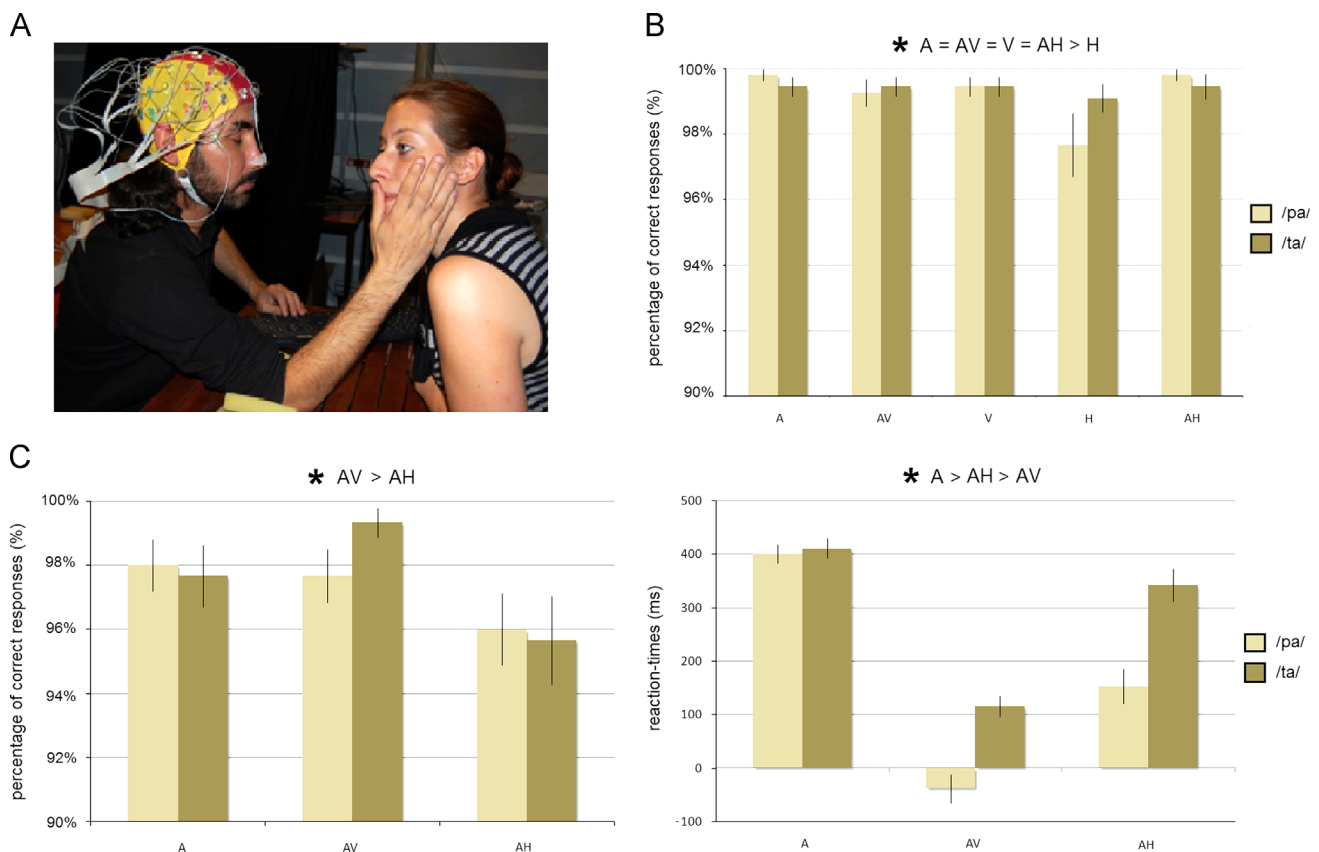 A
B
* A = AV = V = AH > H
percentage of correct responses (%)
100%
98%
96%
94%
92%
90%
A AV V H AH
/pa/
/ta/
C
* AV > AH
percentage of correct responses (%)
100%
98%
96%
94%
92%
90%
A AV AH
* A > AH > AV
reaction-times (ms)
500
400
300
200
100
0
-100
A AV AH
/pa/
/ta/